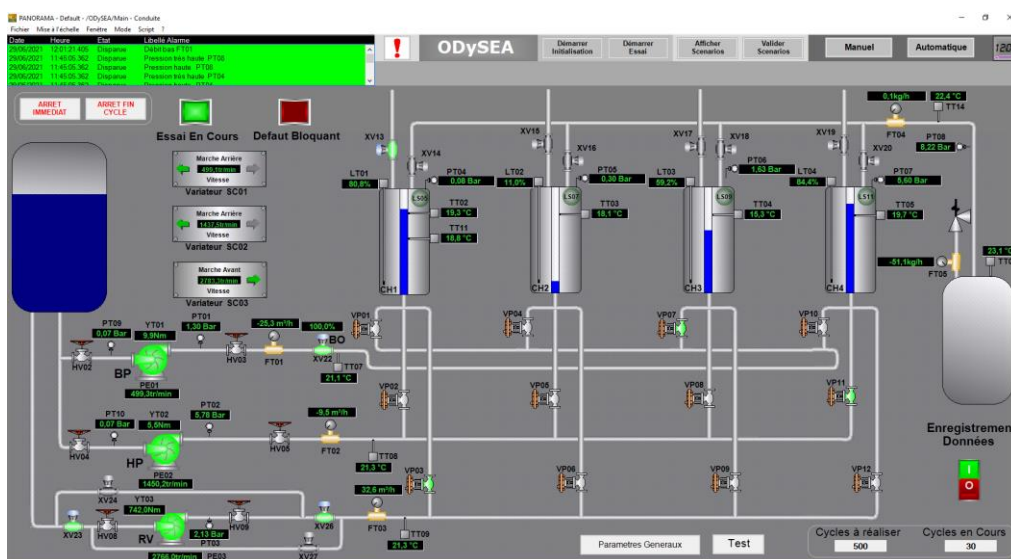 PANORAMA - Default - /ODySEA/Main - Conduite
Fichier Mise à l'échelle Fenêtre Mode Script ?
Date Heure Etat Libellé Alarme
29/06/2021 12:01:21.405 Disparue Débit bas FT01
29/06/2021 11:45:05.362 Disparue Pression très haute PT08
29/06/2021 11:45:05.362 Disparue Pression haute PT08
29/06/2021 11:45:05.362 Disparue Pression très haute PT04
!
ODySEA
Démarrer Initialisation
Démarrer Essai
Afficher Scenarios
Valider Scenarios
Manuel
Automatique
120
ARRET IMMEDIAT
ARRET FIN CYCLE
Essai En Cours
Defaut Bloquant
Marche Arrière
499,1tr/min
Vitesse
Variateur SC01
Marche Arrière
1437,5tr/min
Vitesse
Variateur SC02
Marche Avant
Vitesse
Variateur SC03
XV13
XV14
XV15
XV16
XV17
XV18
XV19
XV20
0,1kg/h
FT04
22,4 °C
TT14
PT08
8,22 Bar
LT01
80,8%
PT04
0,08 Bar
LS05
TT02
19,3 °C
TT11
18,8 °C
CH1
LT02
11,0%
PT05
0,30 Bar
LS07
TT03
18,1 °C
CH2
LT03
59,2%
PT06
1,63 Bar
LS09
TT04
15,3 °C
CH3
LT04
84,4%
PT07
5,60 Bar
LS11
TT05
19,7 °C
CH4
-51,1kg/h
FT05
23,1 °C
VP01
VP04
VP07
VP10
PT09
0,07 Bar
YT01
9,9Nm
PT01
1,30 Bar
-25,3 m³/h
100,0%
BO
HV02
BP
HV03
FT01
XV22
TT07
21,1 °C
PE01
499,3tr/min
VP02
VP05
VP08
VP11
PT10
0,07 Bar
YT02
5,5Nm
PT02
5,78 Bar
-9,5 m³/h
HV04
HP
HV05
FT02
PE02
1450,2tr/min
21,3 °C
VP03
VP06
VP09
VP12
Enregistrement
Données
I
O
XV24
YT03
742,0Nm
32,6 m³/h
XV23
HV08
RV
HV09
XV26
FT03
2,13 Bar
PT03
TT09
21,3 °C
XV27
2766,0tr/min
PE03
Parametres Generaux
Test
Cycles à réaliser
500
Cycles en Cours
30